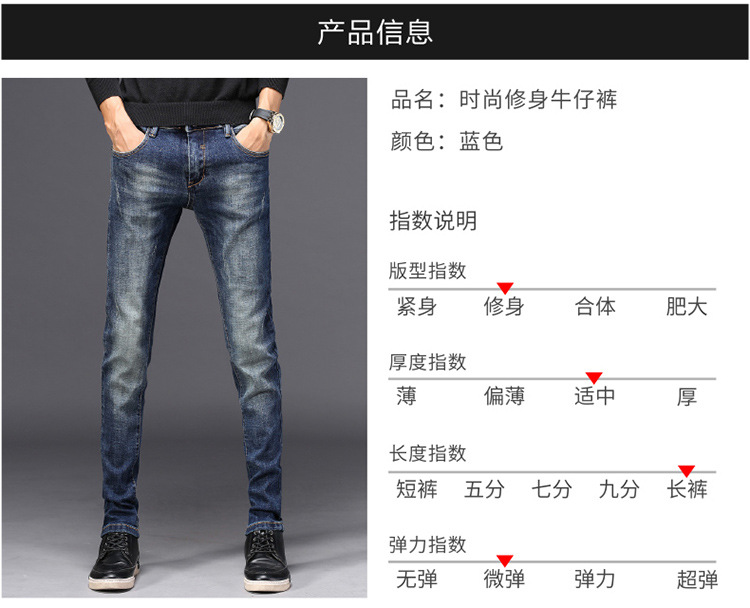 产品信息
品名：时尚修身牛仔裤
颜色：蓝色
指数说明
版型指数
紧身 修身 合体 肥大
厚度指数
薄 偏薄 适中 厚
长度指数
短裤 五分 七分 九分 长裤
弹力指数
无弹 微弹 弹力 超弹